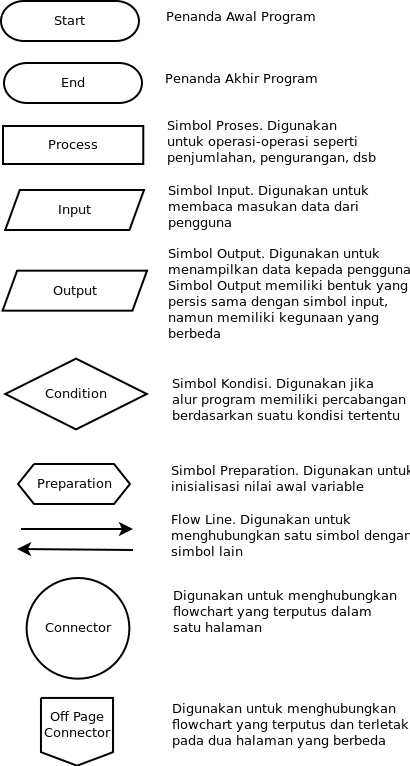 Start
Penanda Awal Program
End
Penanda Akhir Program
Process
Simbol Proses. Digunakan
untuk operasi-operasi seperti
penjumlahan, pengurangan, dsb
Input
Simbol Input. Digunakan untuk
membaca masukan data dari
pengguna
Output
Simbol Output. Digunakan untuk
menampilkan data kepada pengguna
Simbol Output memiliki bentuk yang
persis sama dengan simbol input,
namun memiliki kegunaan yang
berbeda
Condition
Simbol Kondisi. Digunakan jika
alur program memiliki percabangan
berdasarkan suatu kondisi tertentu
Preparation
Simbol Preparation. Digunakan untuk
inisialisasi nilai awal variable
Flow Line. Digunakan untuk
menghubungkan satu simbol dengan
simbol lain
Connector
Digunakan untuk menghubungkan
flowchart yang terputus dalam
satu halaman
Off Page
Connector
Digunakan untuk menghubungkan
flowchart yang terputus dan terletak
pada dua halaman yang berbeda